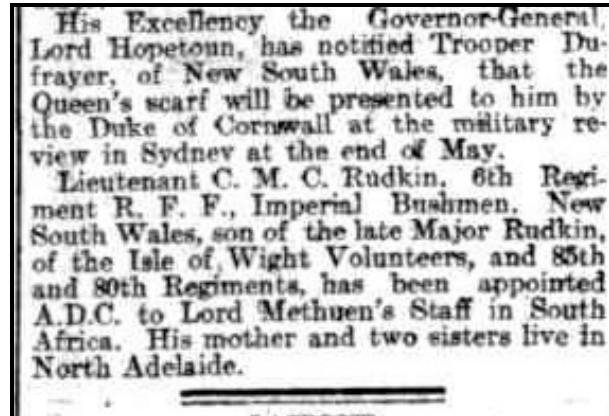 His Excellency the Governor-General,
Lord Hopetoun, has notified Trooper Du-
frayer, of New South Wales, that the
Queen's scarf will be presented to him by
the Duke of Cornwall at the military re-
view in Sydney at the end of May.
Lieutenant C. M. C. Rudkin, 6th Regi-
ment R. F. F., Imperial Bushmen, New
South Wales, son of the late Major Rudkin,
of the Isle of Wight Volunteers, and 85th
and 80th Regiments, has been appointed
A.D.C. to Lord Methuen's Staff in South
Africa. His mother and two sisters live in
North Adelaide.